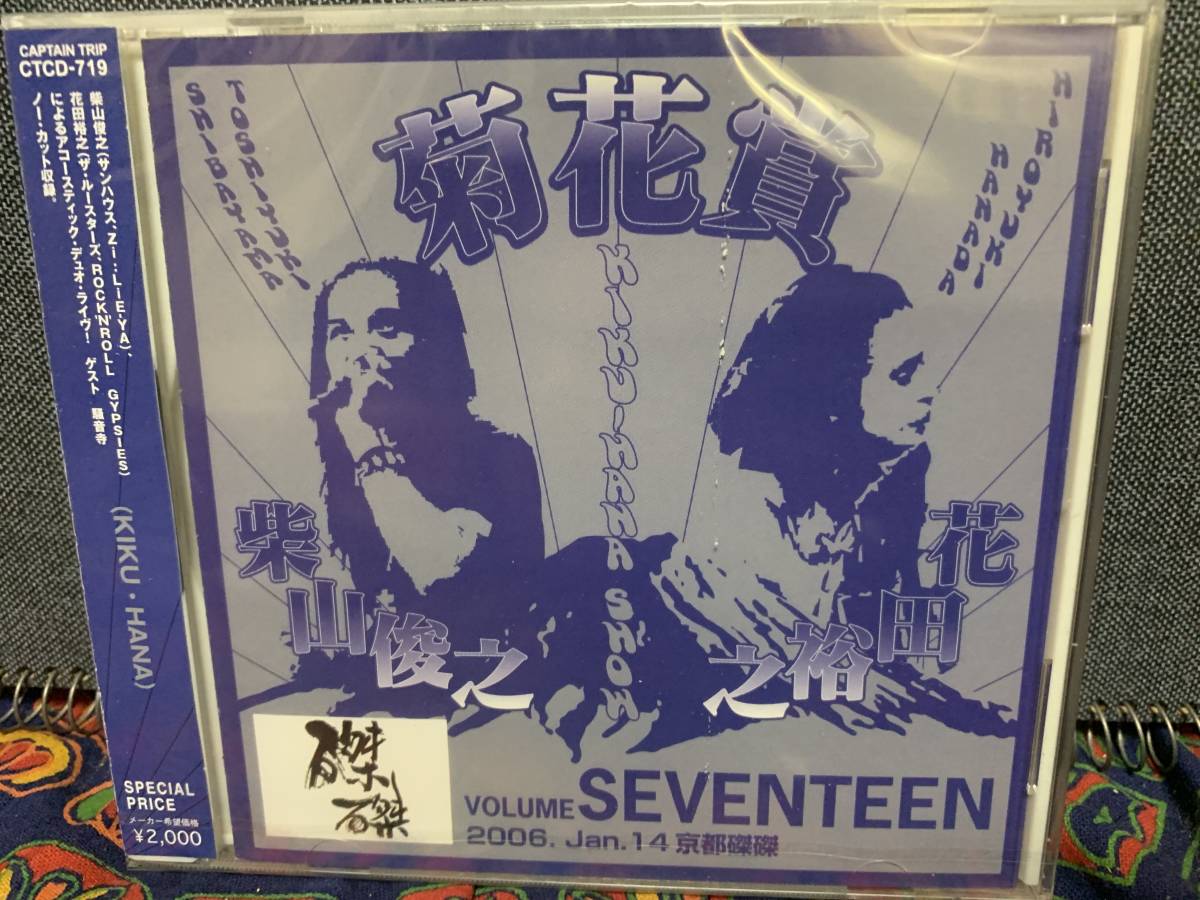 CAPTAIN TRIP
CTCD-719
柴山俊之(サンハウス、Zi:LiE-YA)、
花田裕之(ザ・ルースターズ、ROCK'N'ROLL GYPSIES)
によるアコースティック・デュオ・ライヴ! ゲスト 騒音寺
ノー・カット収録。
(KIKU・HANA)
SPECIAL
PRICE
メーカー希望価格
¥2,000
TOSHIYUKI
SHIBAYAMA
菊花賞
HIROYUKI
HANADA
KIKU-HANA SHOW
柴山俊之
花田裕之
磔磔
VOLUME SEVENTEEN
2006. Jan.14 京都磔磔